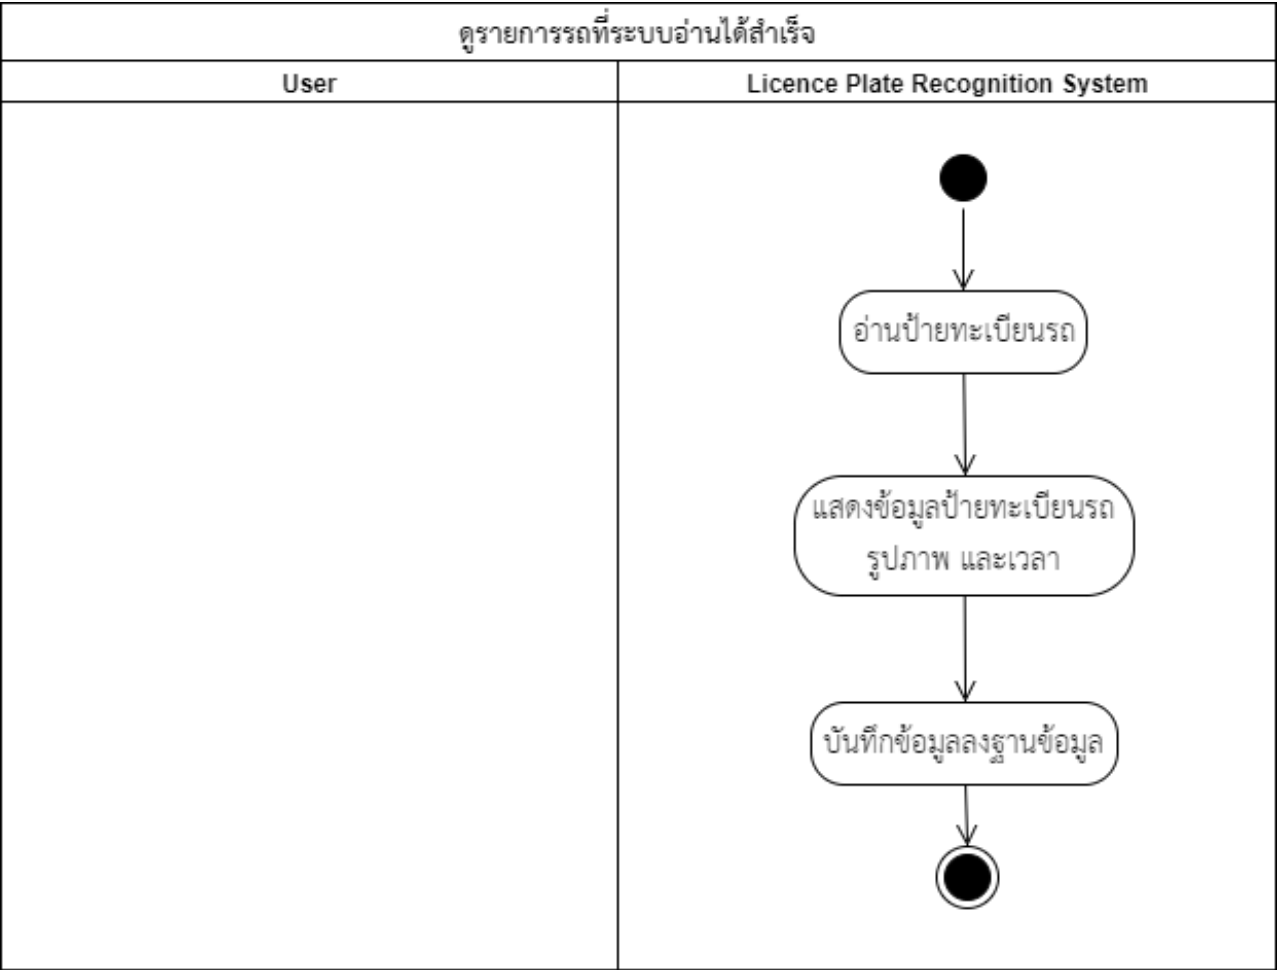 ดูรายการรถที่ระบบอ่านได้สำเร็จ
User
Licence Plate Recognition System
อ่านป้ายทะเบียนรถ
แสดงข้อมูลป้ายทะเบียนรถ
รูปภาพ และเวลา
บันทึกข้อมูลลงฐานข้อมูล